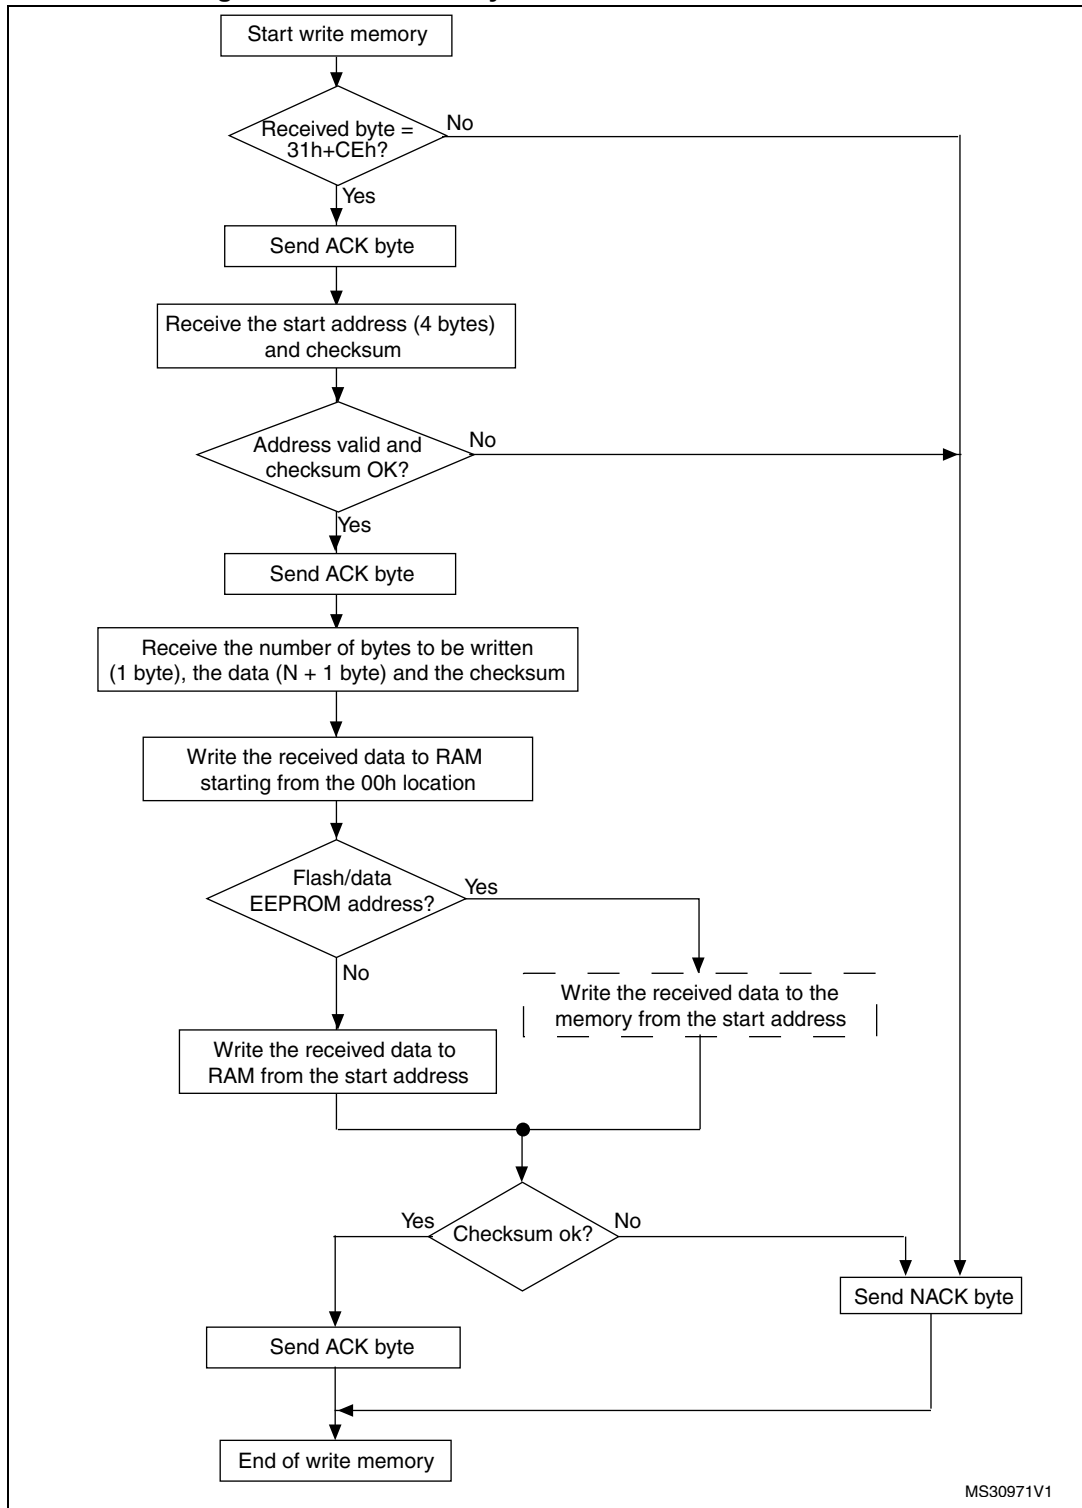 Start write memory
Received byte =
31h+CEh?
No
Yes
Send ACK byte
Receive the start address (4 bytes)
and checksum
Address valid and
checksum OK?
No
Yes
Send ACK byte
Receive the number of bytes to be written
(1 byte), the data (N + 1 byte) and the checksum
Write the received data to RAM
starting from the 00h location
Flash/data
EEPROM address?
Yes
No
Write the received data to the
memory from the start address
Write the received data to
RAM from the start address
Yes
Checksum ok?
No
Send NACK byte
Send ACK byte
End of write memory
MS30971V1